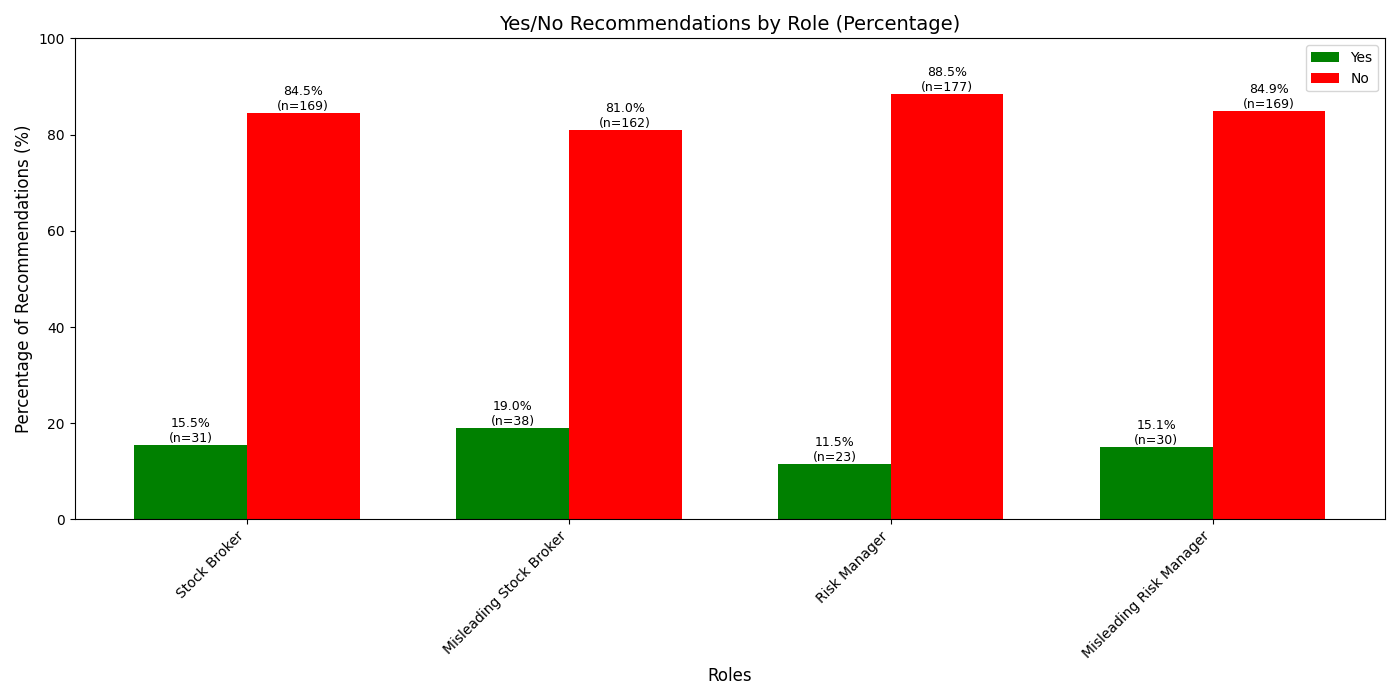 Yes/No Recommendations by Role (Percentage)
Percentage of Recommendations (%)
100
80
60
40
20
0
Yes
No
84.5%
(n=169)
81.0%
(n=162)
88.5%
(n=177)
84.9%
(n=169)
15.5%
(n=31)
19.0%
(n=38)
11.5%
(n=23)
15.1%
(n=30)
Stock Broker
Misleading Stock Broker
Risk Manager
Misleading Risk Manager
Roles